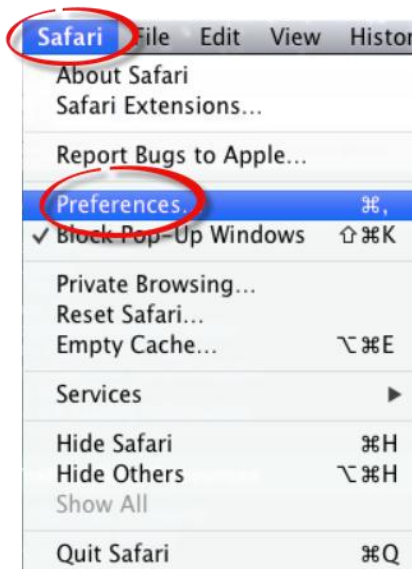 Safari File Edit View Histor
About Safari
Safari Extensions...
Report Bugs to Apple...
Preferences. ⌘,
✓ Block Pop-Up Windows ⇧⌘K
Private Browsing...
Reset Safari...
Empty Cache... ⌥⌘E
Services ▶
Hide Safari ⌘H
Hide Others ⌥⌘H
Show All
Quit Safari ⌘Q